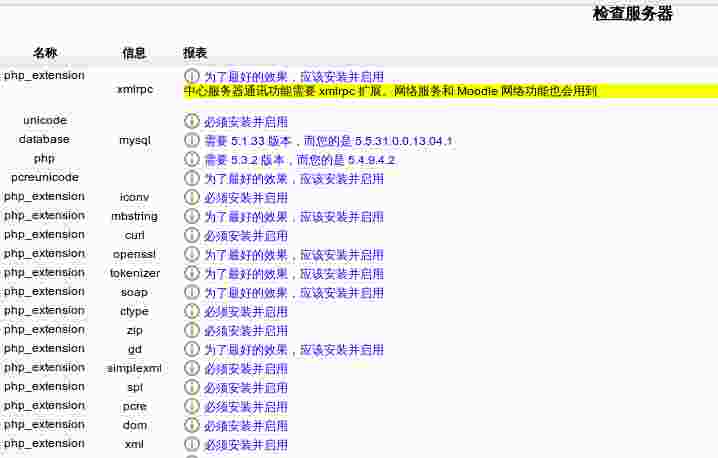 检查服务器
名称 信息 报表
php_extension xmlrpc 为了最好的效果，应该安装并启用
中心服务器通讯功能需要 xmlrpc 扩展。网络服务和 Moodle 网络功能也会用到
unicode 必须安装并启用
database mysql 需要 5.1.33 版本，而您的是 5.5.31.0.0.13.04.1
php 需要 5.3.2 版本，而您的是 5.4.9.4.2
pcreunicode 为了最好的效果，应该安装并启用
php_extension iconv 必须安装并启用
php_extension mbstring 为了最好的效果，应该安装并启用
php_extension curl 必须安装并启用
php_extension openssl 为了最好的效果，应该安装并启用
php_extension tokenizer 为了最好的效果，应该安装并启用
php_extension soap 为了最好的效果，应该安装并启用
php_extension ctype 必须安装并启用
php_extension zip 必须安装并启用
php_extension gd 为了最好的效果，应该安装并启用
php_extension simplexml 必须安装并启用
php_extension spl 必须安装并启用
php_extension pcre 必须安装并启用
php_extension dom 必须安装并启用
php_extension xml 必须安装并启用